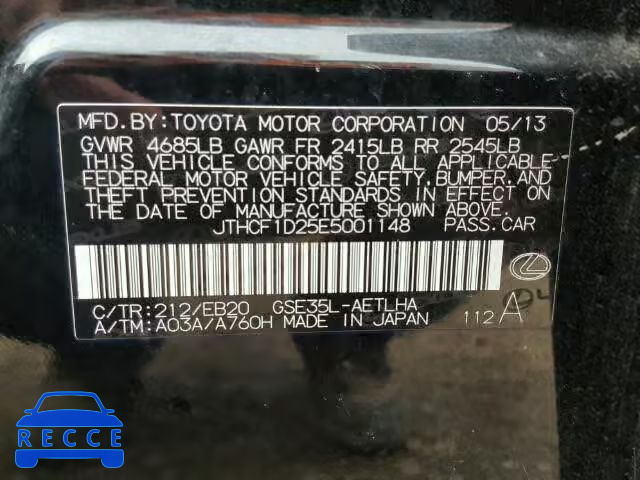 MFD.BY:TOYOTA MOTOR CORPORATION 05/13
GVWR 4685LB GAWR FR 2415LB RR 2545LB
THIS VEHICLE CONFORMS TO ALL APPLICABLE
FEDERAL MOTOR VEHICLE SAFETY,BUMPER,AND
THEFT PREVENTION STANDARDS IN EFFECT ON
THE DATE OF MANUFACTURE SHOWN ABOVE.
JTHCF1D25E5001148 PASS.CAR
C/TR:212/EB20 GSE35L-AETLHA
A/TM:A03A/A760H MADE IN JAPAN 112 A
RECCE